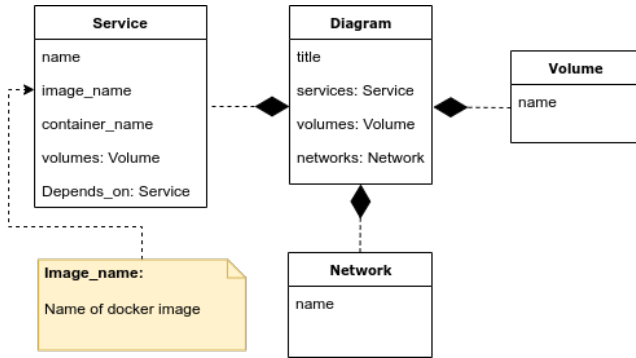 Service
name
image_name
container_name
volumes: Volume
Depends_on: Service
Diagram
title
services: Service
volumes: Volume
networks: Network
Volume
name
Image_name:
Name of docker image
Network
name